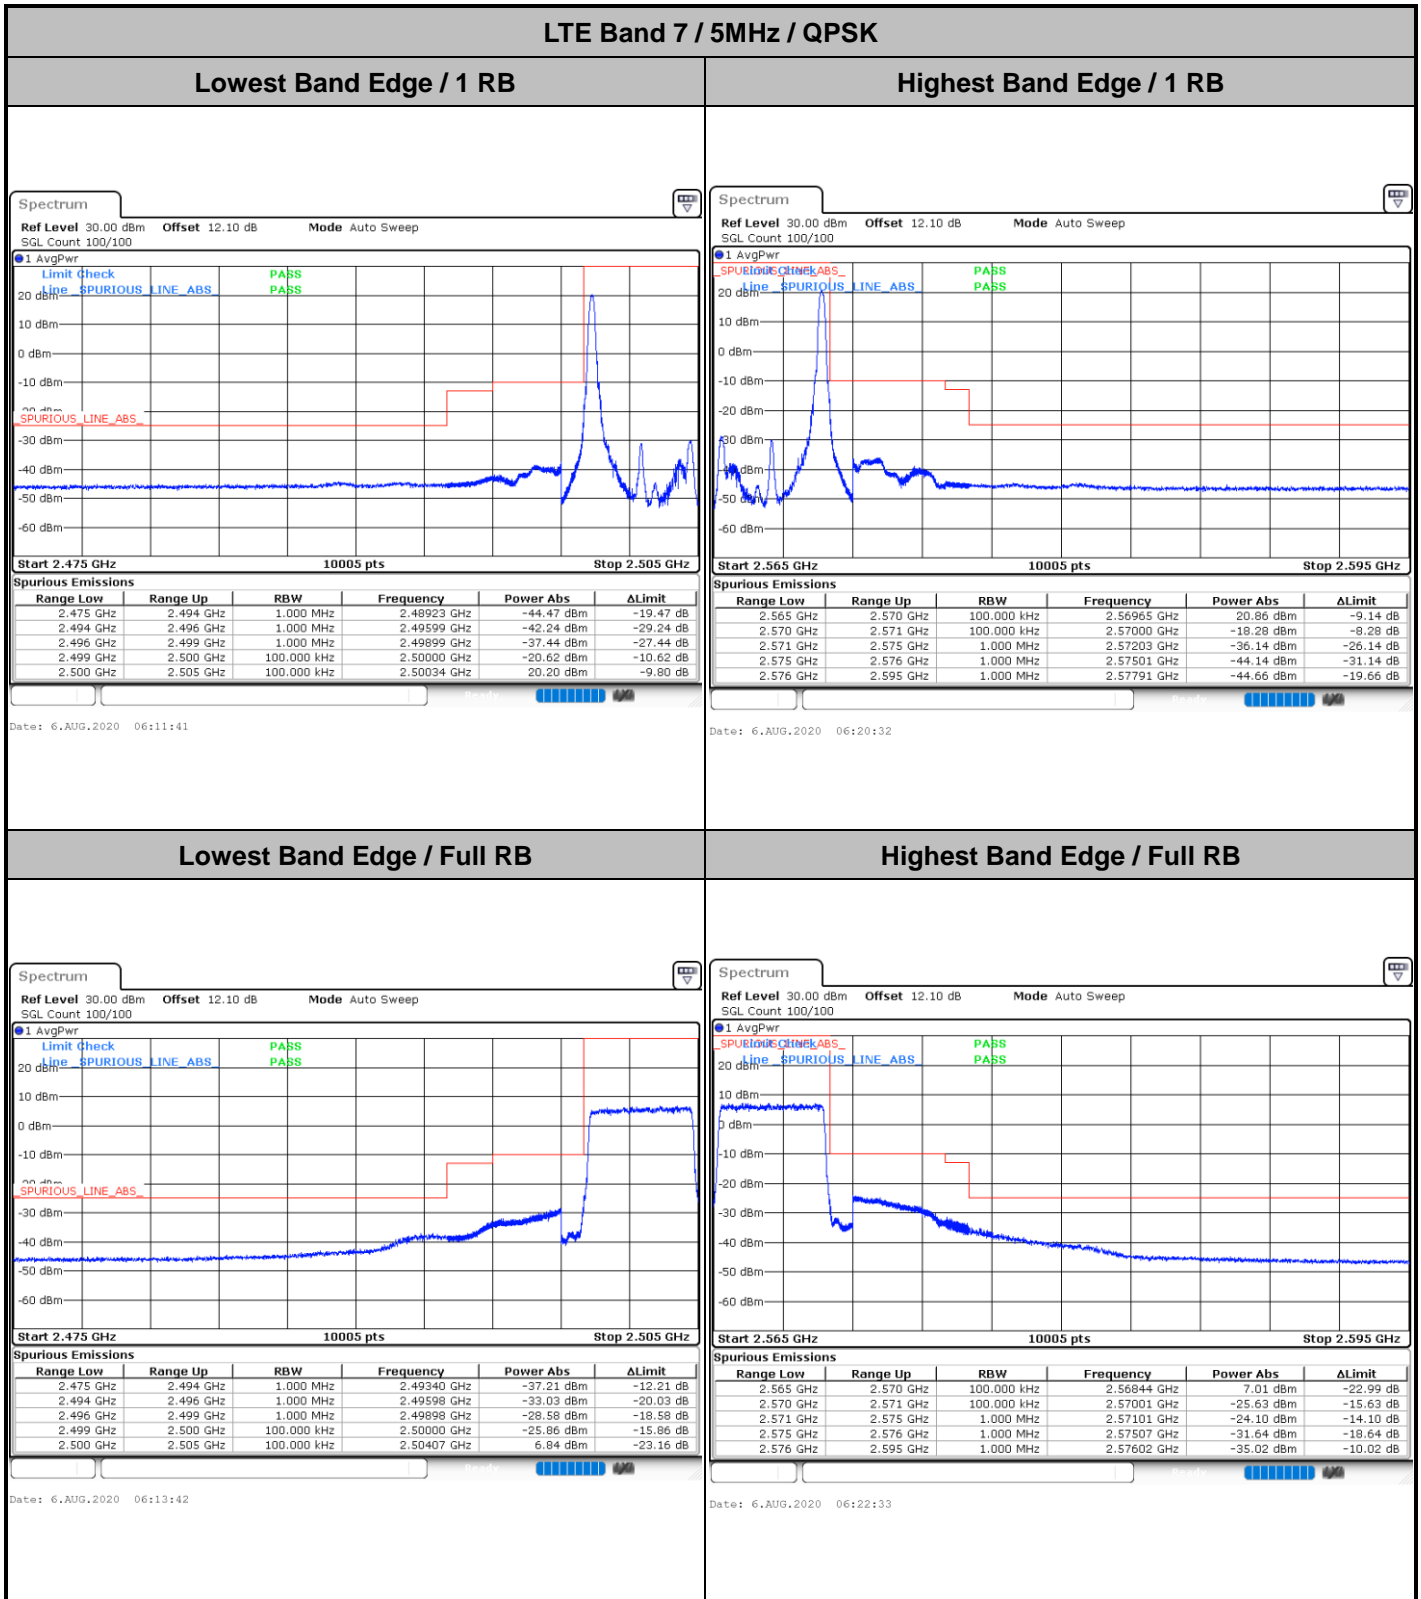 LTE Band 7 / 5MHz / QPSK
Lowest Band Edge / 1 RB
Highest Band Edge / 1 RB
Spectrum
Ref Level 30.00 dBm Offset 12.10 dB Mode Auto Sweep
SGL Count 100/100
1 AvgPwr
Limit Check PASS
Line _SPURIOUS_LINE_ABS_ PASS
20 dBm
10 dBm
0 dBm
-10 dBm
-20 dBm
_SPURIOUS_LINE_ABS_
-30 dBm
-40 dBm
-50 dBm
-60 dBm
Start 2.475 GHz 10005 pts Stop 2.505 GHz
Spurious Emissions
Range Low Range Up RBW Frequency Power Abs ΔLimit
2.475 GHz 2.494 GHz 1.000 MHz 2.48923 GHz -44.47 dBm -19.47 dB
2.494 GHz 2.496 GHz 1.000 MHz 2.49599 GHz -42.24 dBm -29.24 dB
2.496 GHz 2.499 GHz 1.000 MHz 2.49899 GHz -37.44 dBm -27.44 dB
2.499 GHz 2.500 GHz 100.000 kHz 2.50000 GHz -20.62 dBm -10.62 dB
2.500 GHz 2.505 GHz 100.000 kHz 2.50034 GHz 20.20 dBm -9.80 dB
Ready
Date: 6.AUG.2020 06:11:41
Spectrum
Ref Level 30.00 dBm Offset 12.10 dB Mode Auto Sweep
SGL Count 100/100
1 AvgPwr
_SPURIOUS_LINE_ABS_
Limit Check PASS
Line _SPURIOUS_LINE_ABS_ PASS
20 dBm
10 dBm
0 dBm
-10 dBm
-20 dBm
-30 dBm
-40 dBm
-50 dBm
-60 dBm
Start 2.565 GHz 10005 pts Stop 2.595 GHz
Spurious Emissions
Range Low Range Up RBW Frequency Power Abs ΔLimit
2.565 GHz 2.570 GHz 100.000 kHz 2.56965 GHz 20.86 dBm -9.14 dB
2.570 GHz 2.571 GHz 100.000 kHz 2.57000 GHz -18.28 dBm -8.28 dB
2.571 GHz 2.575 GHz 1.000 MHz 2.57203 GHz -36.14 dBm -26.14 dB
2.575 GHz 2.576 GHz 1.000 MHz 2.57501 GHz -44.14 dBm -31.14 dB
2.576 GHz 2.595 GHz 1.000 MHz 2.57791 GHz -44.66 dBm -19.66 dB
Date: 6.AUG.2020 06:20:32
Lowest Band Edge / Full RB
Highest Band Edge / Full RB
Spectrum
Ref Level 30.00 dBm Offset 12.10 dB Mode Auto Sweep
SGL Count 100/100
1 AvgPwr
Limit Check PASS
Line _SPURIOUS_LINE_ABS_ PASS
20 dBm
10 dBm
0 dBm
-10 dBm
-20 dBm
_SPURIOUS_LINE_ABS_
-30 dBm
-40 dBm
-50 dBm
-60 dBm
Start 2.475 GHz 10005 pts Stop 2.505 GHz
Spurious Emissions
Range Low Range Up RBW Frequency Power Abs ΔLimit
2.475 GHz 2.494 GHz 1.000 MHz 2.49340 GHz -37.21 dBm -12.21 dB
2.494 GHz 2.496 GHz 1.000 MHz 2.49598 GHz -33.03 dBm -20.03 dB
2.496 GHz 2.499 GHz 1.000 MHz 2.49898 GHz -28.58 dBm -18.58 dB
2.499 GHz 2.500 GHz 100.000 kHz 2.50000 GHz -25.86 dBm -15.86 dB
2.500 GHz 2.505 GHz 100.000 kHz 2.50407 GHz 6.84 dBm -23.16 dB
Ready
Date: 6.AUG.2020 06:13:42
Spectrum
Ref Level 30.00 dBm Offset 12.10 dB Mode Auto Sweep
SGL Count 100/100
1 AvgPwr
_SPURIOUS_LINE_ABS_
Limit Check PASS
Line _SPURIOUS_LINE_ABS_ PASS
20 dBm
10 dBm
0 dBm
-10 dBm
-20 dBm
-30 dBm
-40 dBm
-50 dBm
-60 dBm
Start 2.565 GHz 10005 pts Stop 2.595 GHz
Spurious Emissions
Range Low Range Up RBW Frequency Power Abs ΔLimit
2.565 GHz 2.570 GHz 100.000 kHz 2.56844 GHz 7.01 dBm -22.99 dB
2.570 GHz 2.571 GHz 100.000 kHz 2.57001 GHz -25.63 dBm -15.63 dB
2.571 GHz 2.575 GHz 1.000 MHz 2.57101 GHz -24.10 dBm -14.10 dB
2.575 GHz 2.576 GHz 1.000 MHz 2.57507 GHz -31.64 dBm -18.64 dB
2.576 GHz 2.595 GHz 1.000 MHz 2.57602 GHz -35.02 dBm -10.02 dB
Ready
Date: 6.AUG.2020 06:22:33